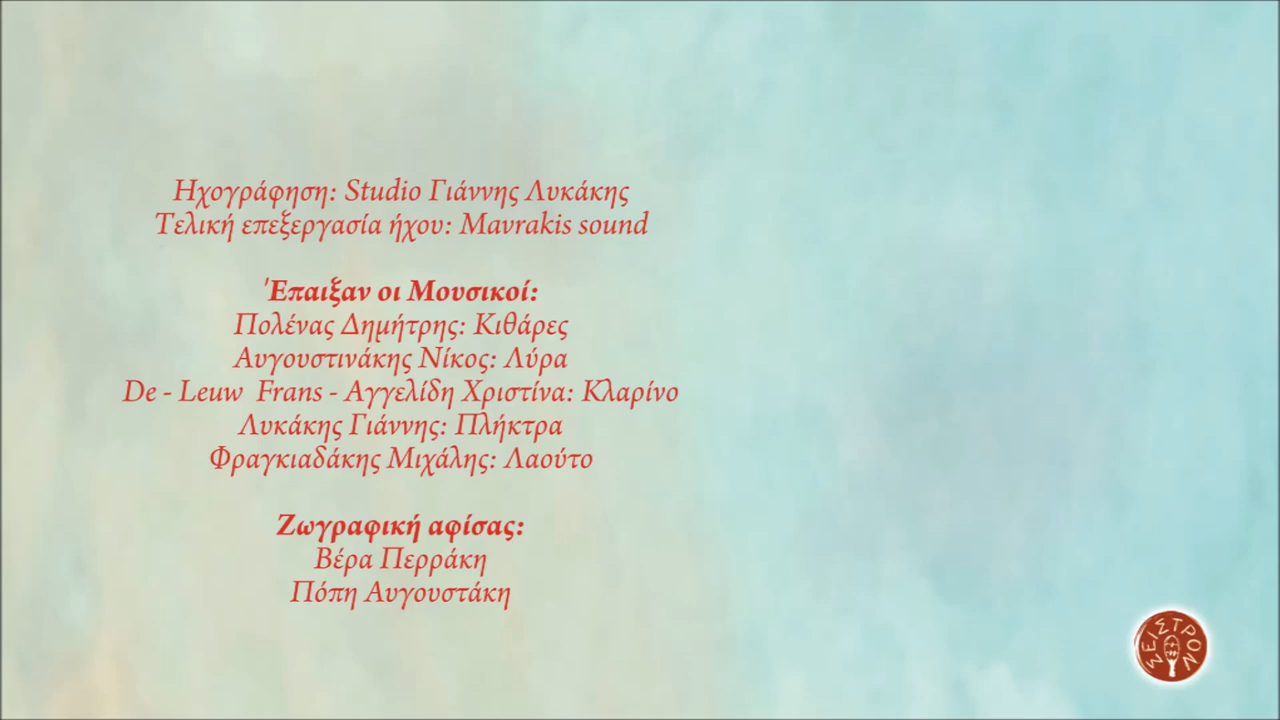 Ηχογράφηση: Studio Γιάννης Λυκάκης
Τελική επεξεργασία ήχου: Mavrakis sound
Έπαιξαν οι Μουσικοί:
Πολένας Δημήτρης: Κιθάρες
Αυγουστινάκης Νίκος: Λύρα
De - Leuw Frans - Αγγελίδη Χριστίνα: Κλαρίνο
Λυκάκης Γιάννης: Πλήκτρα
Φραγκιαδάκης Μιχάλης: Λαούτο
Ζωγραφική αφίσας:
Βέρα Περράκη
Πόπη Αυγουστάκη
ΣΕΙΣΤΡΟΝ